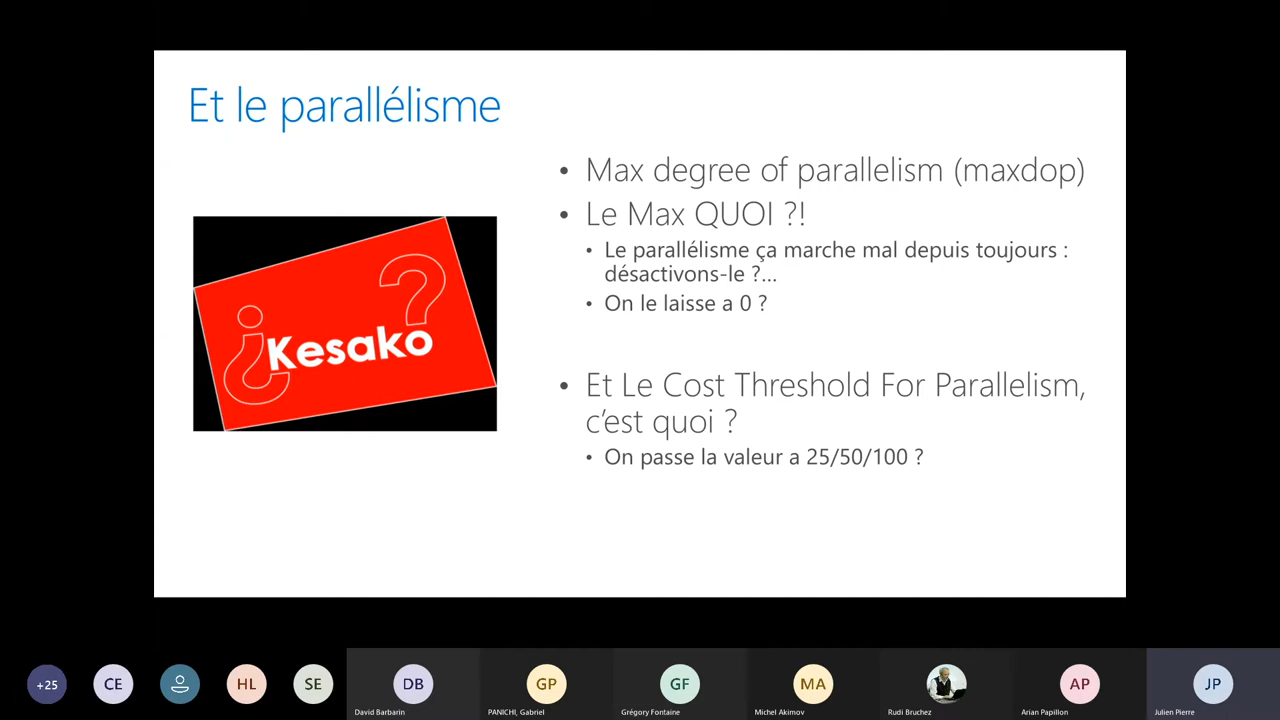 Et le parallélisme
• Max degree of parallelism (maxdop)
• Le Max QUOI ?!
• Le parallélisme ça marche mal depuis toujours :
désactivons-le ?...
• On le laisse a 0 ?
¿Kesako?
• Et Le Cost Threshold For Parallelism,
c'est quoi ?
• On passe la valeur a 25/50/100 ?
+25
CE
HL
SE
DB
David Barbarin
GP
PANICHI, Gabriel
GF
Grégory Fontaine
MA
Michel Akimov
Rudi Bruchez
AP
Arian Papillon
JP
Julien Pierre